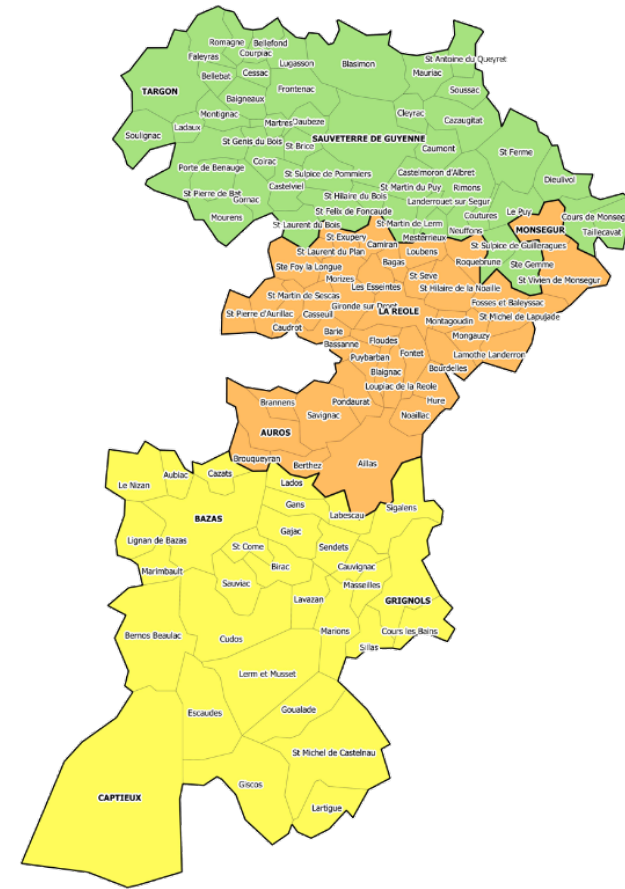 Romagne
Bellefond
Courpiac
Faleyras
Lugasson
Blasimon
St Antoine du Queyret
Mauriac
Bellebat
Cessac
Soussac
TARGON
Frontenac
Baigneaux
Montignac
Cleyrac
Cazaugitat
Ladaux
Martres
Daubeze
Soulignac
SAUVETERRE DE GUYENNE
St Genis du Bois
St Brice
Caumont
St Ferme
Coirac
Porte de Benauge
St Sulpice de Pommiers
Castelmoron d'Albret
Dieulivol
Castelviel
St Martin du Puy
Rimons
St Pierre de Bat
Gornac
St Hilaire du Bois
Landerrouet sur Segur
St Felix de Foncaude
Coutures
Le Puy
Mourens
Cours de Monseg
St Laurent du Bois
St Martin de Lerm
Neuffons
MONSEGUR
Taillecavat
St Exupery
Mesterrieux
Camiran
St Sulpice de Guilleragues
St Laurent du Plan
Loubens
Bagas
Roquebrune
Ste Gemme
Ste Foy la Longue
St Seve
Morizes
St Vivien de Monsegur
Les Esseintes
St Hilaire de la Noaille
St Martin de Sescas
Fosses et Baleyssac
Gironde sur Dropt
LA REOLE
St Pierre d'Aurillac
Casseuil
St Michel de Lapujade
Montagoudin
Caudrot
Barie
Mongauzy
Bassanne
Floudes
Puybarban
Fontet
Lamothe Landerron
Blaignac
Bourdelles
Loupiac de la Reole
Brannens
Pondaurat
Hure
Savignac
Noaillac
AUROS
Brouqueyran
Berthez
Aillas
Aubiac
Cazats
Le Nizan
Lados
Gans
Sigalens
BAZAS
Labescau
Gajac
Lignan de Bazas
St Come
Sendets
Birac
Cauvignac
Marimbault
Sauviac
Masseilles
Lavazan
GRIGNOLS
Bernos Beaulac
Cudos
Marions
Cours les Bains
Sillas
Lerm et Musset
Escaudes
Goualade
St Michel de Castelnau
Giscos
CAPTIEUX
Lartigue